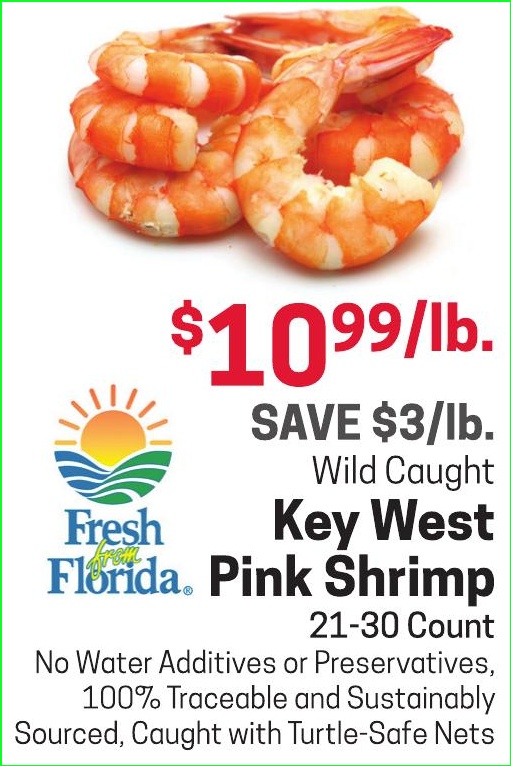 $10.99/lb.
SAVE $3/lb.
Wild Caught
Key West
Pink Shrimp
21-30 Count
No Water Additives or Preservatives,
100% Traceable and Sustainably
Sourced, Caught with Turtle-Safe Nets
Fresh
from
Florida®